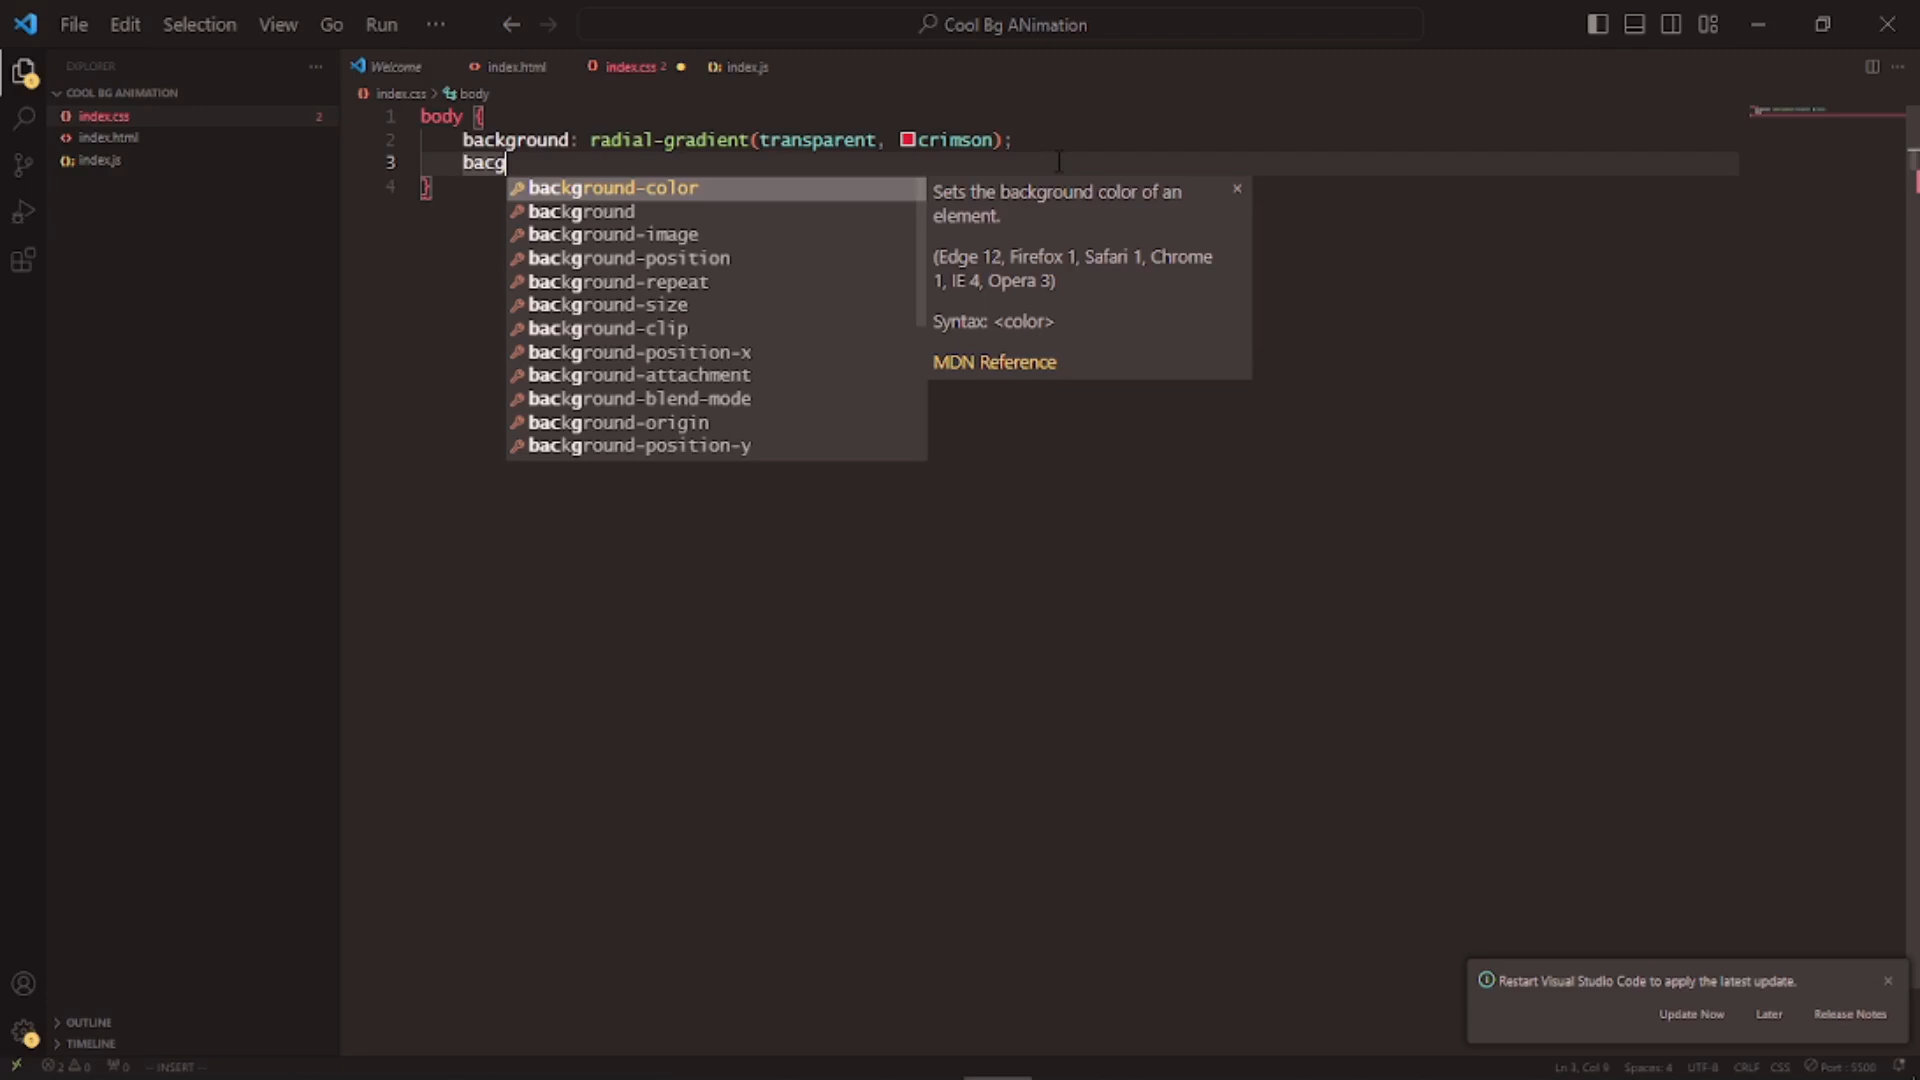 File Edit Selection View Go Run ··· Cool Bg ANimation
EXPLORER ···
COOL BG ANIMATION
index.css 2
index.html
index.js
Welcome index.html index.css 2 index.js ···
index.css > body
1 body {
2 background: radial-gradient(transparent, crimson);
3 bacg
4 }
background-color
background
background-image
background-position
background-repeat
background-size
background-clip
background-position-x
background-attachment
background-blend-mode
background-origin
background-position-y
Sets the background color of an
element.
(Edge 12, Firefox 1, Safari 1, Chrome
1, IE 4, Opera 3)
Syntax: <color>
MDN Reference
Restart Visual Studio Code to apply the latest update.
Update Now Later Release Notes
OUTLINE
TIMELINE
2 0 0 -- INSERT -- Ln 3, Col 9 Spaces: 4 UTF-8 CRLF CSS Port : 5500